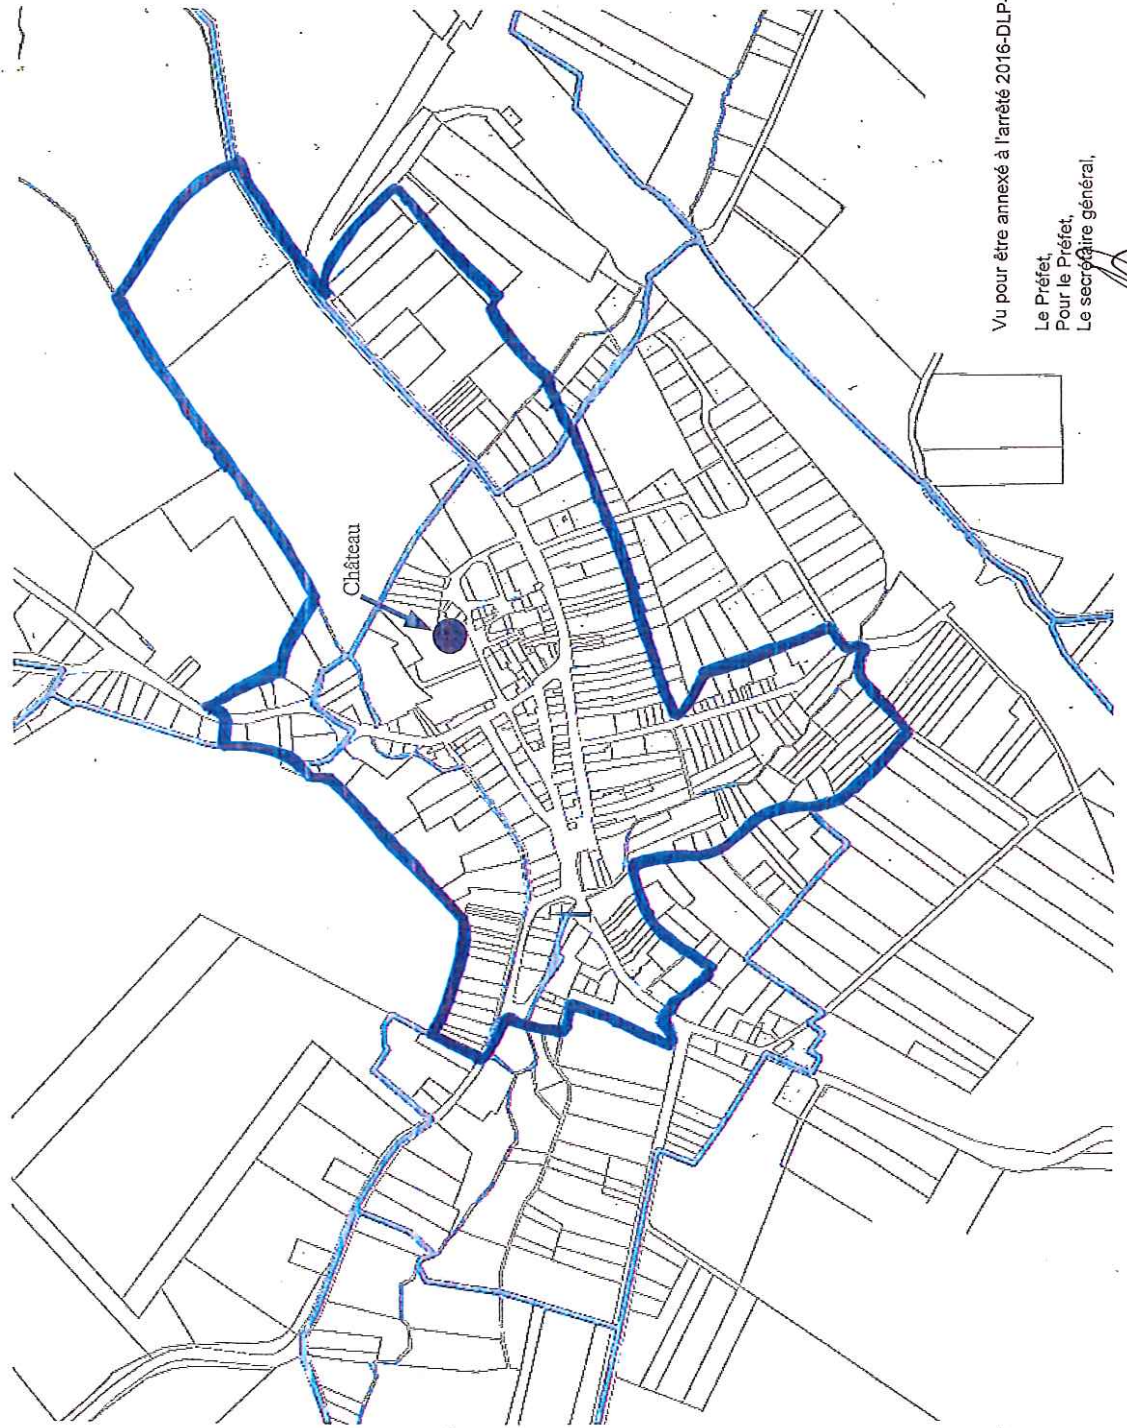 Château
Vu pour être annexé à l'arrêté 2016-DLP-
Le Préfet,
Pour le Préfet,
Le secrétaire général,